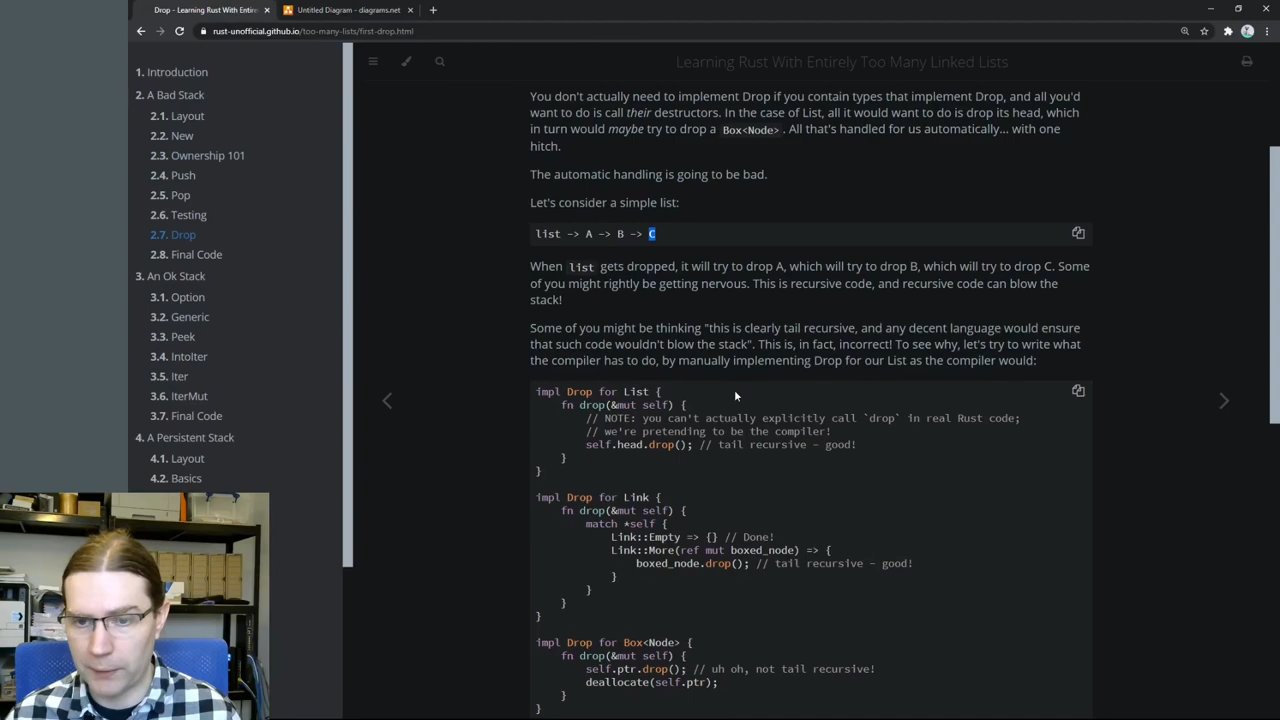 Drop - Learning Rust With Entire
Untitled Diagram - diagrams.net
rust-unofficial.github.io/too-many-lists/first-drop.html
Learning Rust With Entirely Too Many Linked Lists
1. Introduction
2. A Bad Stack
2.1. Layout
2.2. New
2.3. Ownership 101
2.4. Push
2.5. Pop
2.6. Testing
2.7. Drop
2.8. Final Code
3. An Ok Stack
3.1. Option
3.2. Generic
3.3. Peek
3.4. IntoIter
3.5. Iter
3.6. IterMut
3.7. Final Code
4. A Persistent Stack
4.1. Layout
4.2. Basics
You don't actually need to implement Drop if you contain types that implement Drop, and all you'd
want to do is call their destructors. In the case of List, all it would want to do is drop its head, which
in turn would maybe try to drop a Box<Node>. All that's handled for us automatically... with one
hitch.
The automatic handling is going to be bad.
Let's consider a simple list:
list -> A -> B -> C
When list gets dropped, it will try to drop A, which will try to drop B, which will try to drop C. Some
of you might rightly be getting nervous. This is recursive code, and recursive code can blow the
stack!
Some of you might be thinking "this is clearly tail recursive, and any decent language would ensure
that such code wouldn't blow the stack". This is, in fact, incorrect! To see why, let's try to write what
the compiler has to do, by manually implementing Drop for our List as the compiler would:
impl Drop for List {
fn drop(&mut self) {
// NOTE: you can't actually explicitly call `drop` in real Rust code;
// we're pretending to be the compiler!
self.head.drop(); // tail recursive - good!
}
}
impl Drop for Link {
fn drop(&mut self) {
match *self {
Link::Empty => {} // Done!
Link::More(ref mut boxed_node) => {
boxed_node.drop(); // tail recursive - good!
}
}
}
}
impl Drop for Box<Node> {
fn drop(&mut self) {
self.ptr.drop(); // uh oh, not tail recursive!
deallocate(self.ptr);
}
}